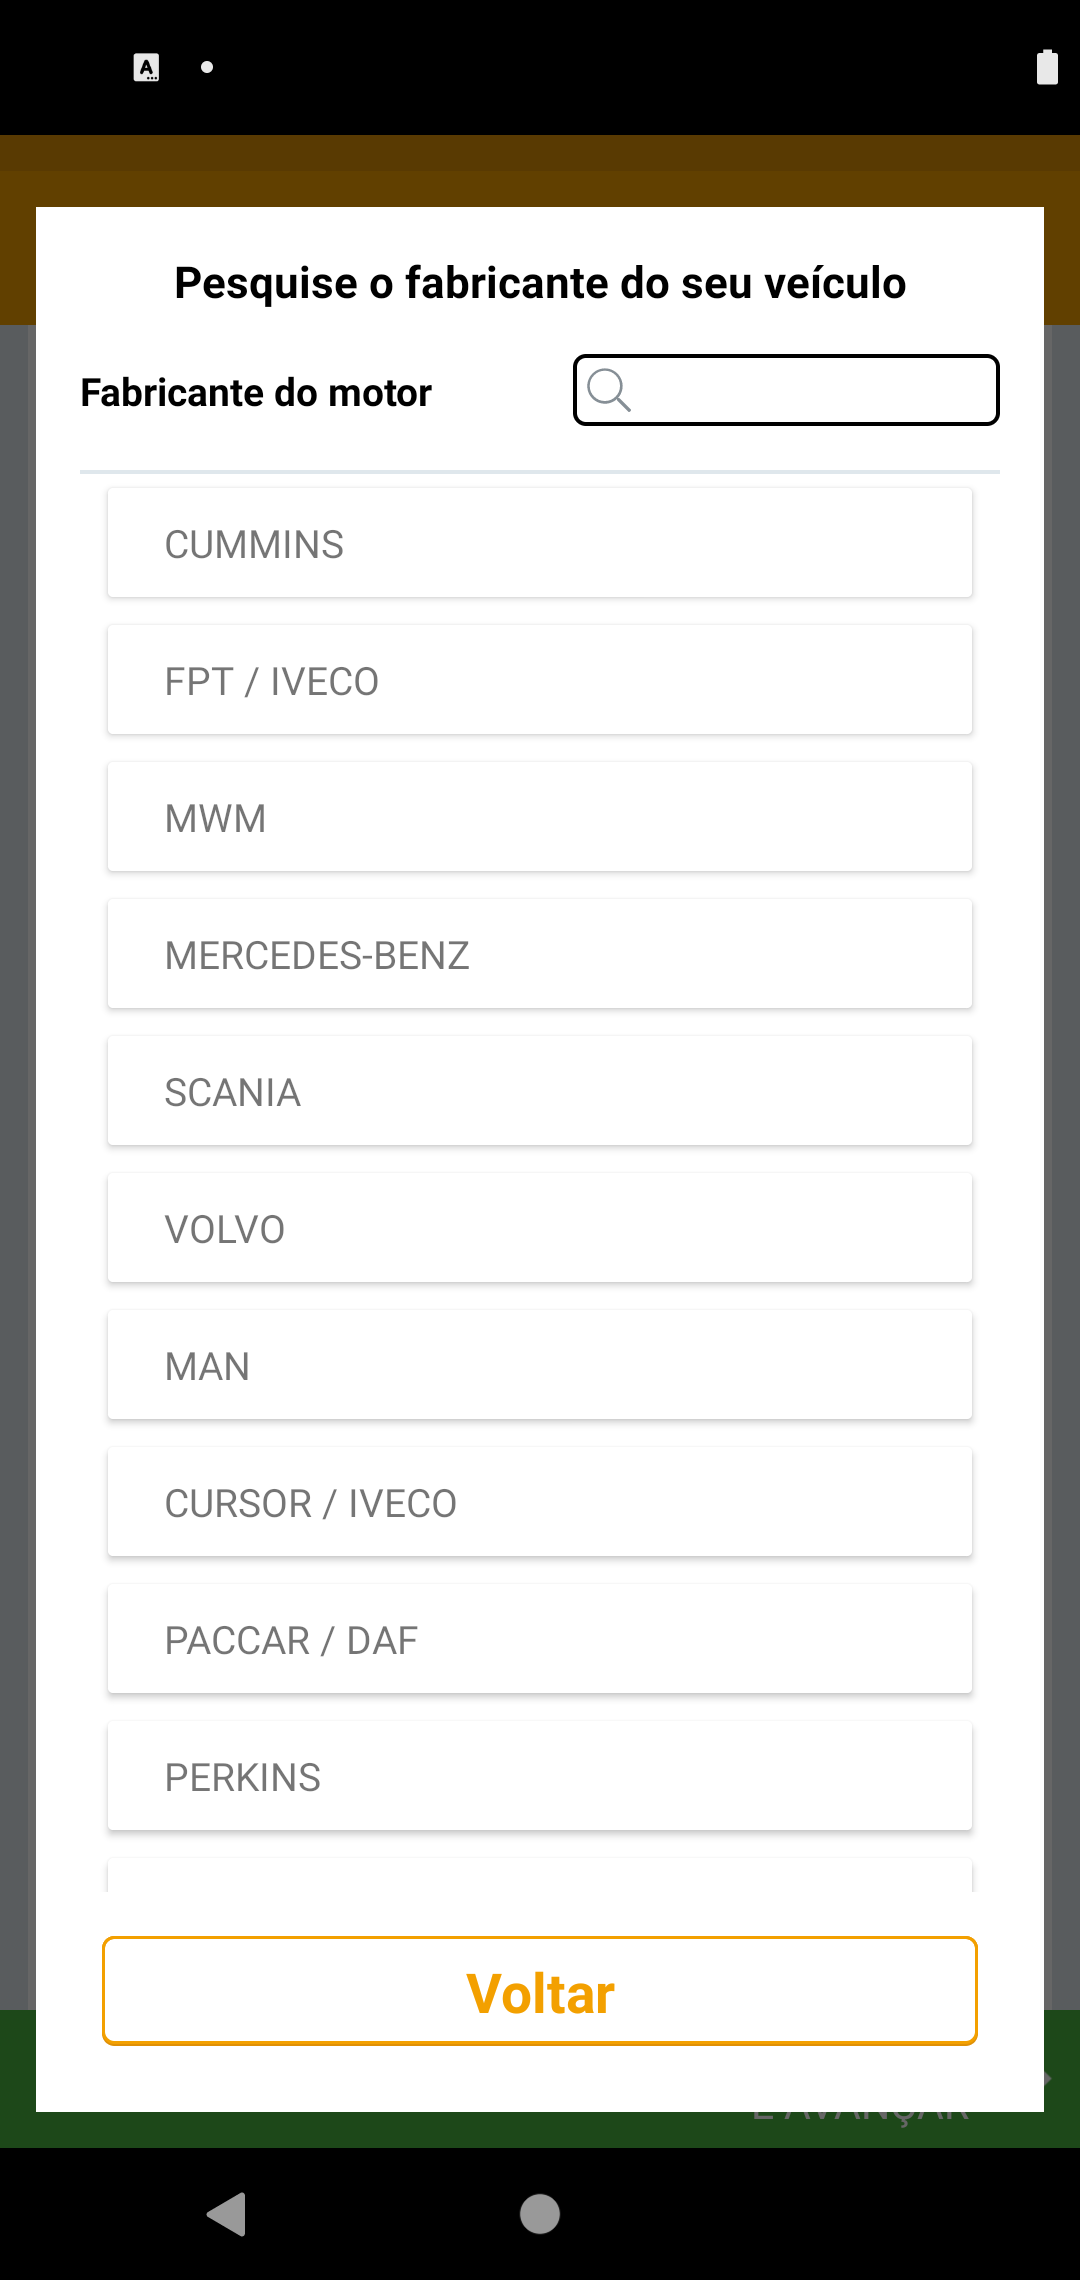 Pesquise o fabricante do seu veículo
Fabricante do motor
CUMMINS
FPT / IVECO
MWM
MERCEDES-BENZ
SCANIA
VOLVO
MAN
CURSOR / IVECO
PACCAR / DAF
PERKINS
Voltar
E AVANÇAR